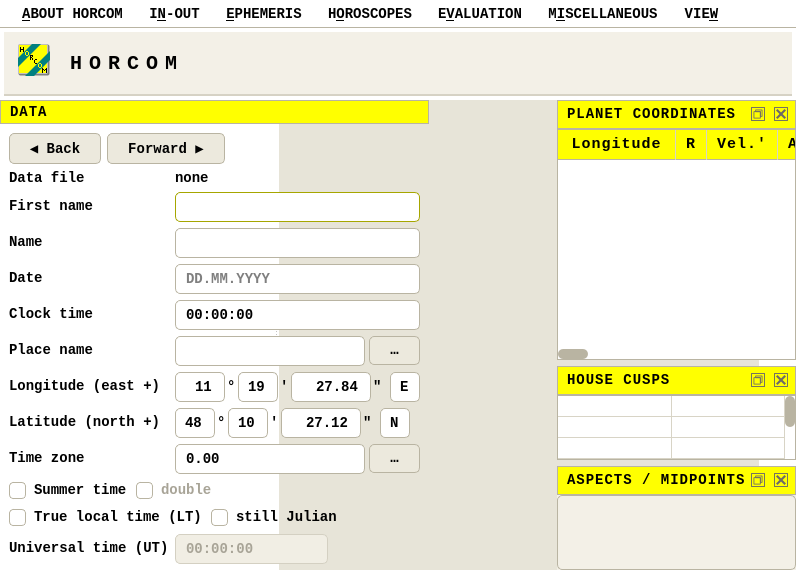 ABOUT HORCOM IN-OUT EPHEMERIS HOROSCOPES EVALUATION MISCELLANEOUS VIEW
HORCOM
HORCOM
DATA
◄ Back Forward ►
Data file none
First name
Name
Date DD.MM.YYYY
Clock time 00:00:00
Place name …
Longitude (east +) 11 ° 19 ' 27.84 " E
Latitude (north +) 48 ° 10 ' 27.12 " N
Time zone 0.00 …
Summer time double
True local time (LT) still Julian
Universal time (UT) 00:00:00
PLANET COORDINATES
Longitude R Vel.' A
HOUSE CUSPS
ASPECTS / MIDPOINTS